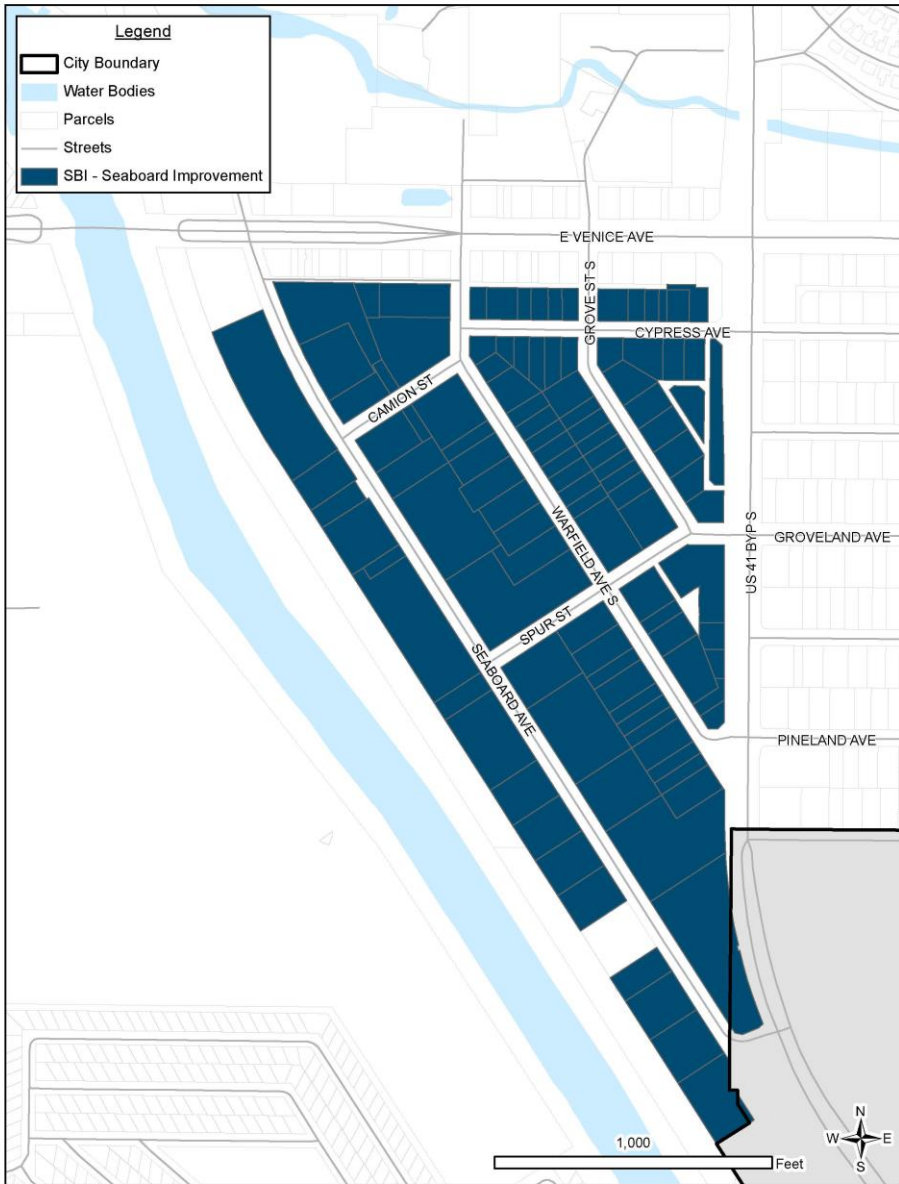 Legend
City Boundary
Water Bodies
Parcels
Streets
SBI - Seaboard Improvement
E VENICE AVE
GROVE ST S
CYPRESS AVE
CAMION ST
WARFIELD AVE S
US 41 BYP S
GROVELAND AVE
SPUR ST
SEABOARD AVE
PINELAND AVE
N
W E
S
1,000
Feet